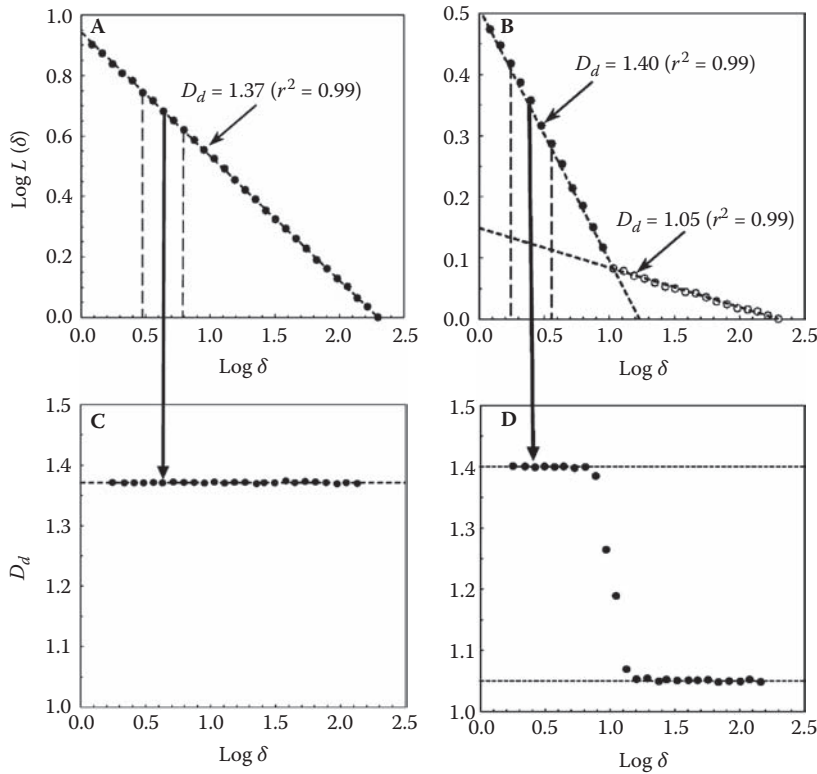 A
1.0
0.8
0.6
0.4
0.2
0.0
Log L (δ)
D_d = 1.37 (r² = 0.99)
0.0 0.5 1.0 1.5 2.0 2.5
Log δ
B
0.5
0.4
0.3
0.2
0.1
0.0
D_d = 1.40 (r² = 0.99)
D_d = 1.05 (r² = 0.99)
0.0 0.5 1.0 1.5 2.0 2.5
Log δ
C
1.5
1.4
1.3
1.2
1.1
1.0
D_d
0.0 0.5 1.0 1.5 2.0 2.5
Log δ
D
1.5
1.4
1.3
1.2
1.1
1.0
0.0 0.5 1.0 1.5 2.0 2.5
Log δ